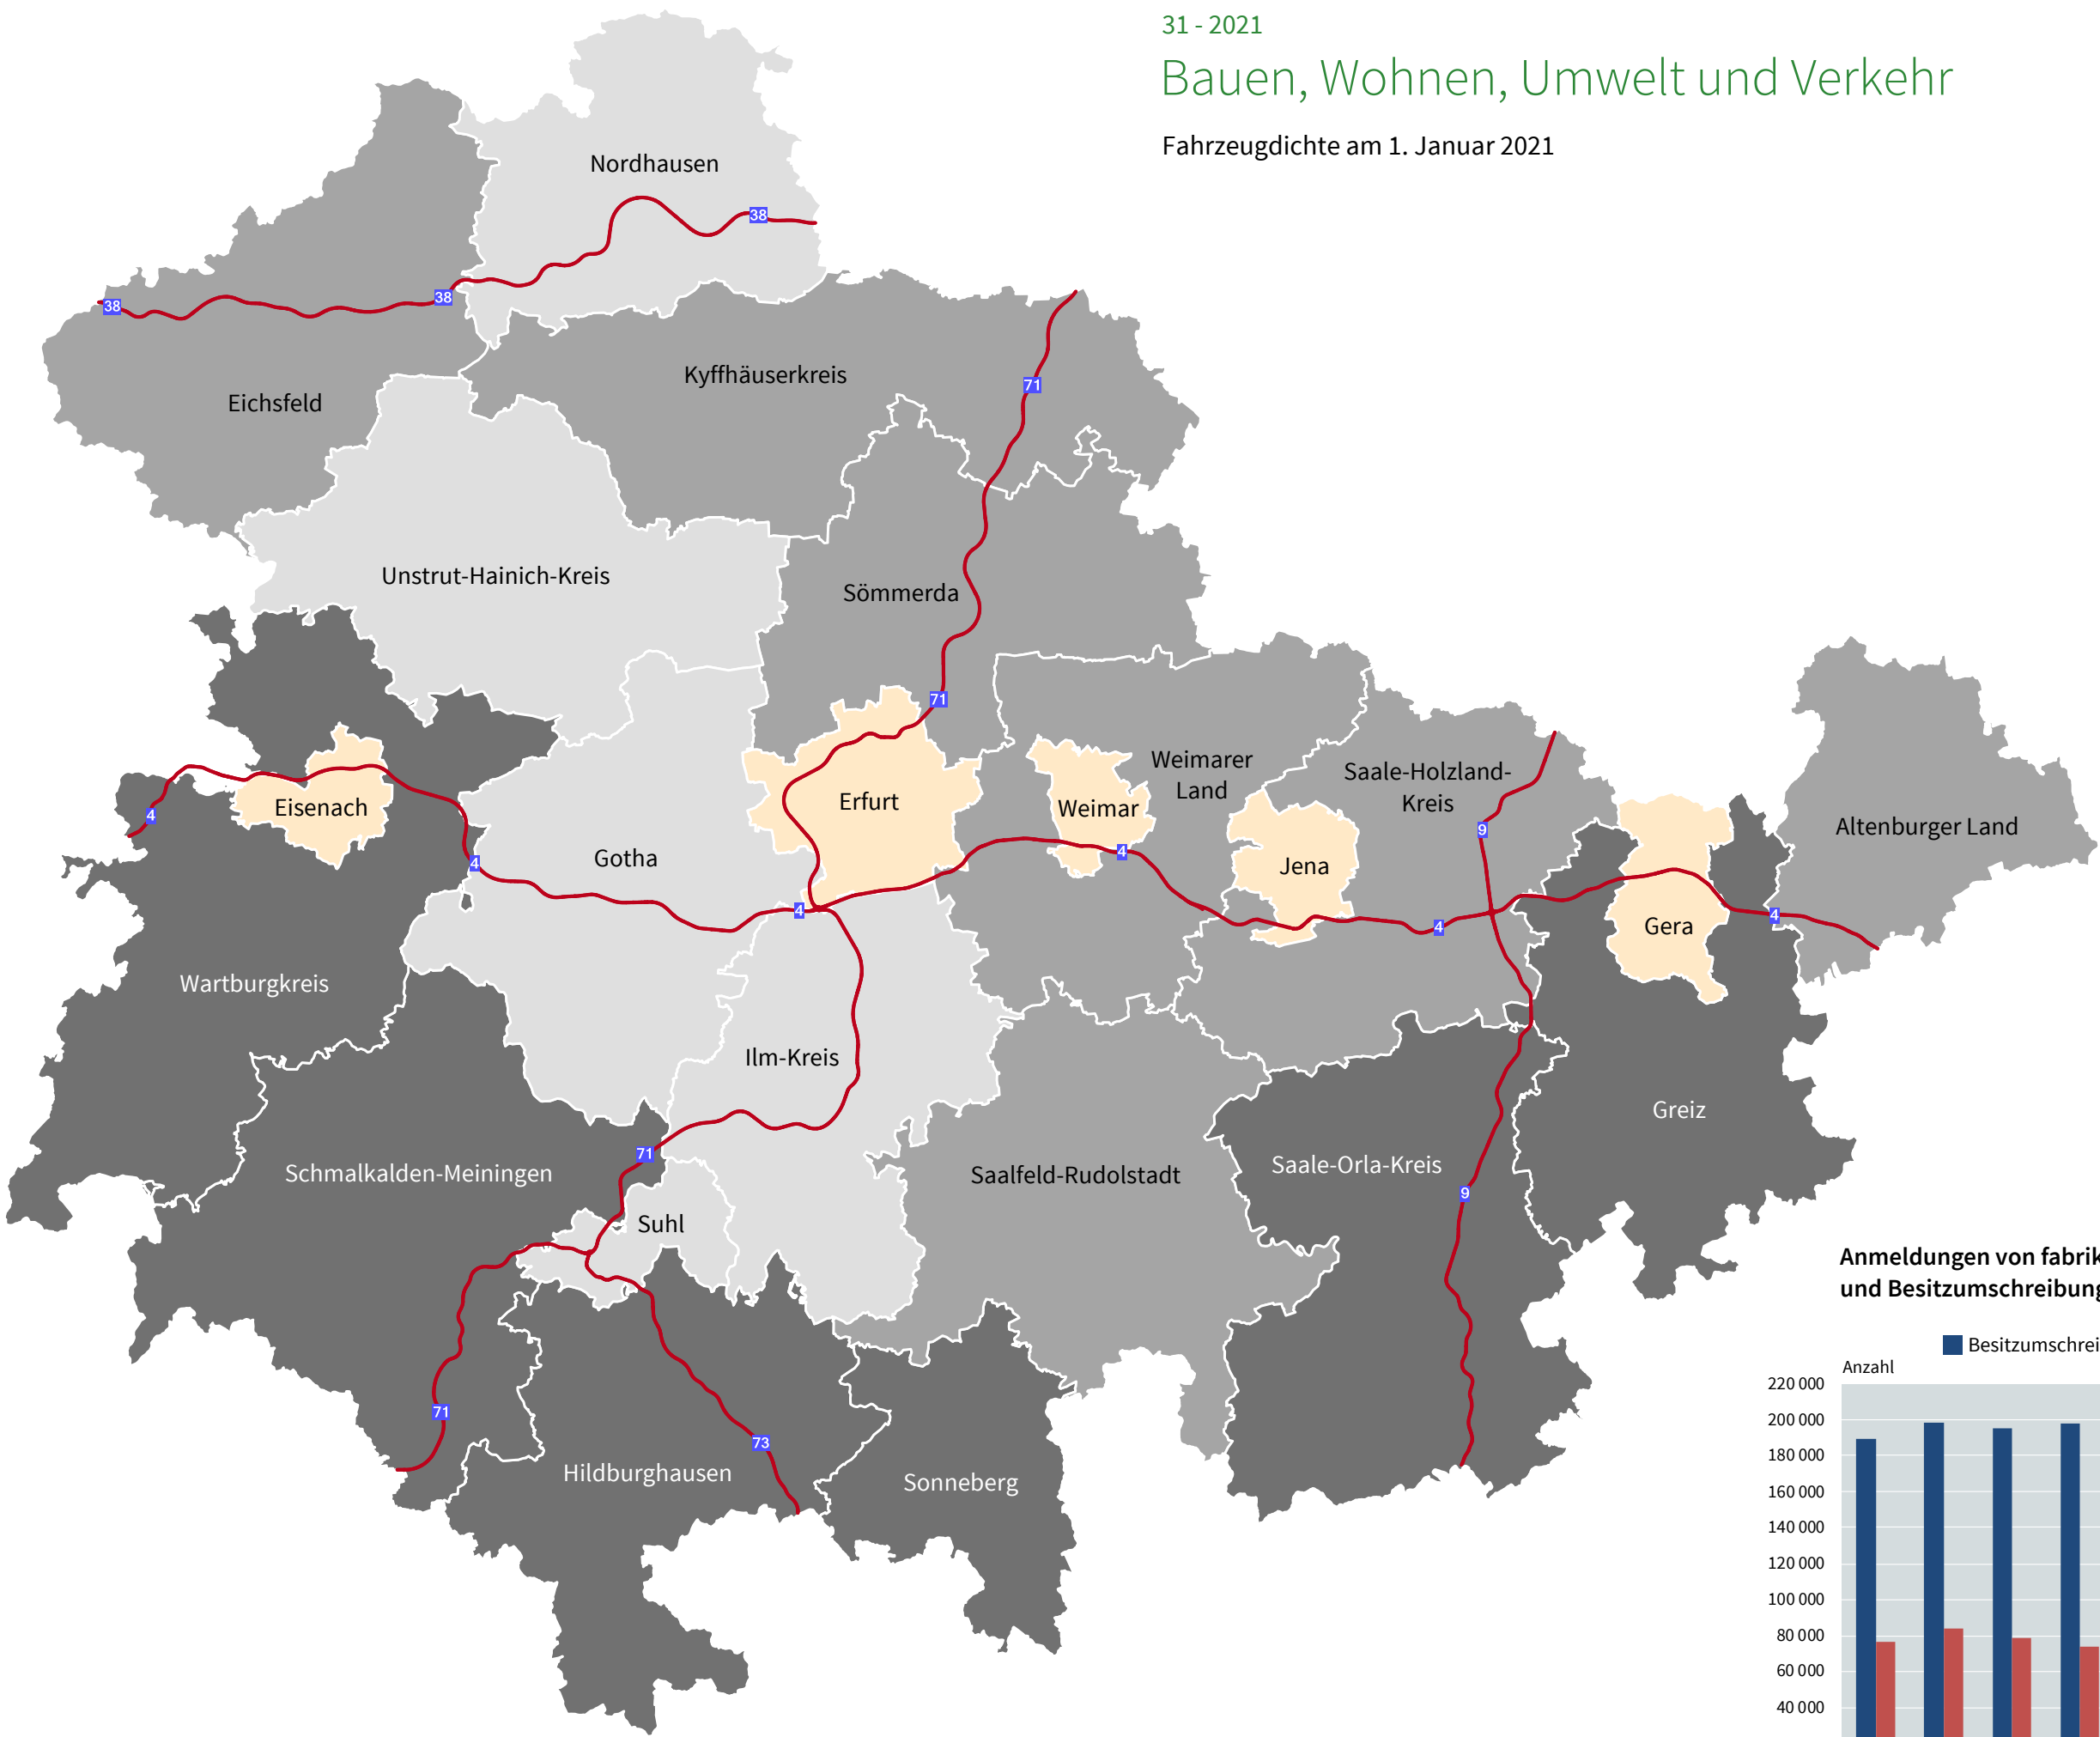 31 - 2021
Bauen, Wohnen, Umwelt und Verkehr
Fahrzeugdichte am 1. Januar 2021
Nordhausen
38
38
38
Kyffhäuserkreis
71
Eichsfeld
Unstrut-Hainich-Kreis
Sömmerda
71
Weimarer
Land
Saale-Holzland-
Kreis
Eisenach
Erfurt
Weimar
4
9
Altenburger Land
Gotha
4
4
Jena
4
4
4
Gera
4
Wartburgkreis
Ilm-Kreis
Greiz
71
Schmalkalden-Meiningen
Saalfeld-Rudolstadt
Saale-Orla-Kreis
9
Suhl
71
73
Hildburghausen
Sonneberg
Anmeldungen von fabrik
und Besitzumschreibung
Besitzumschrei
Anzahl
220 000
200 000
180 000
160 000
140 000
120 000
100 000
80 000
60 000
40 000